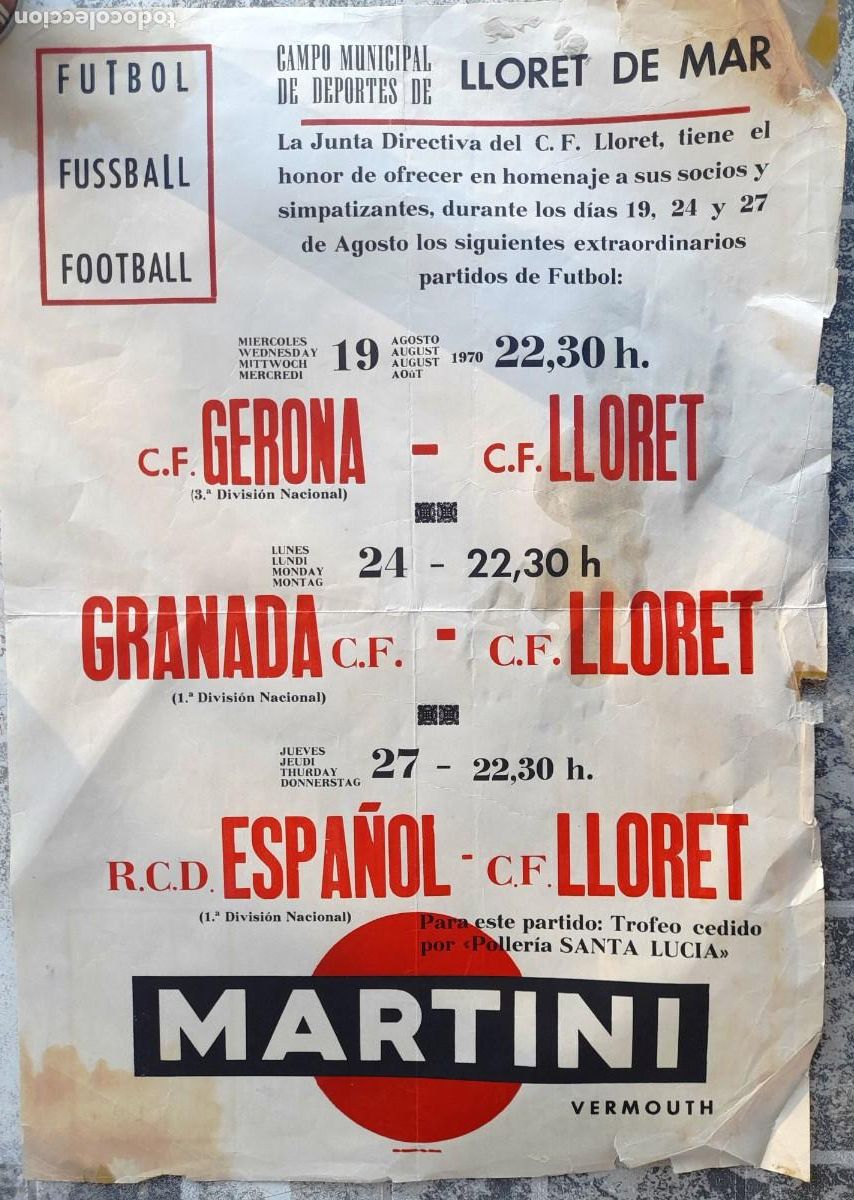 todocoleccion
FUTBOL
FUSSBALL
FOOTBALL
CAMPO MUNICIPAL
DE DEPORTES DE
LLORET DE MAR
La Junta Directiva del C. F. Lloret, tiene el
honor de ofrecer en homenaje a sus socios y
simpatizantes, durante los días 19, 24 y 27
de Agosto los siguientes extraordinarios
partidos de Futbol:
MIERCOLES
WEDNESDAY
MITTWOCH
MERCREDI
19
AGOSTO
AUGUST
AUGUST
AOûT
1970
22,30 h.
C.F. GERONA - C.F. LLORET
(3.ª División Nacional)
LUNES
LUNDI
MONDAY
MONTAG
24 - 22,30 h
GRANADA C.F. - C.F. LLORET
(1.ª División Nacional)
JUEVES
JEUDI
THURDAY
DONNERSTAG
27 - 22,30 h.
R.C.D. ESPAÑOL - C.F. LLORET
(1.ª División Nacional)
Para este partido: Trofeo cedido
por «Pollería SANTA LUCIA»
MARTINI
VERMOUTH